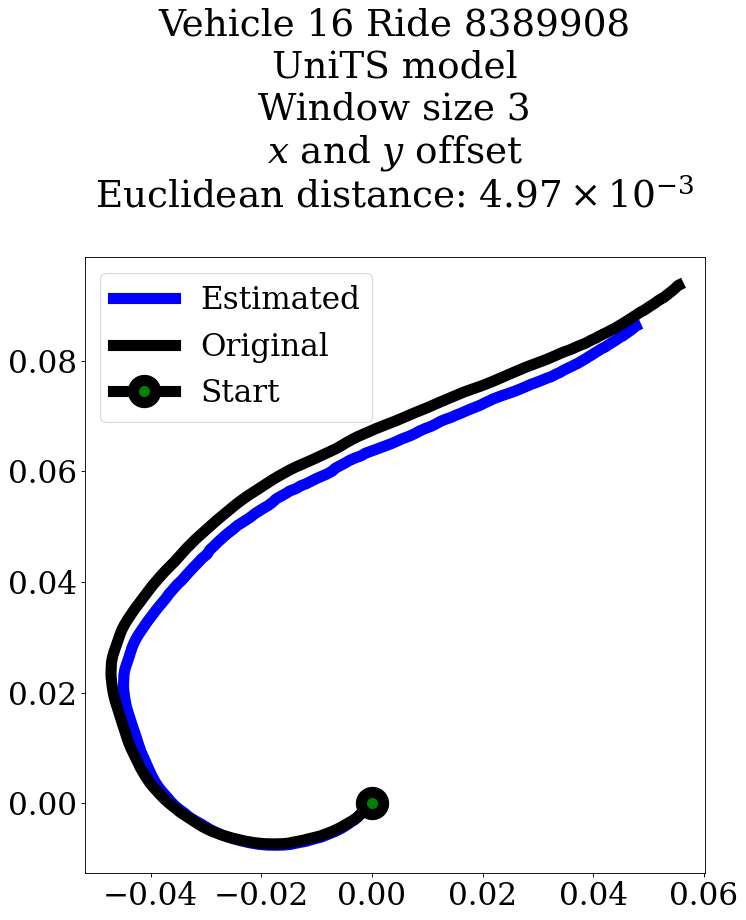 Vehicle 16 Ride 8389908
UniTS model
Window size 3
x and y offset
Euclidean distance: 4.97 × 10⁻³
Estimated
Original
Start
0.08
0.06
0.04
0.02
0.00
−0.04 −0.02 0.00 0.02 0.04 0.06